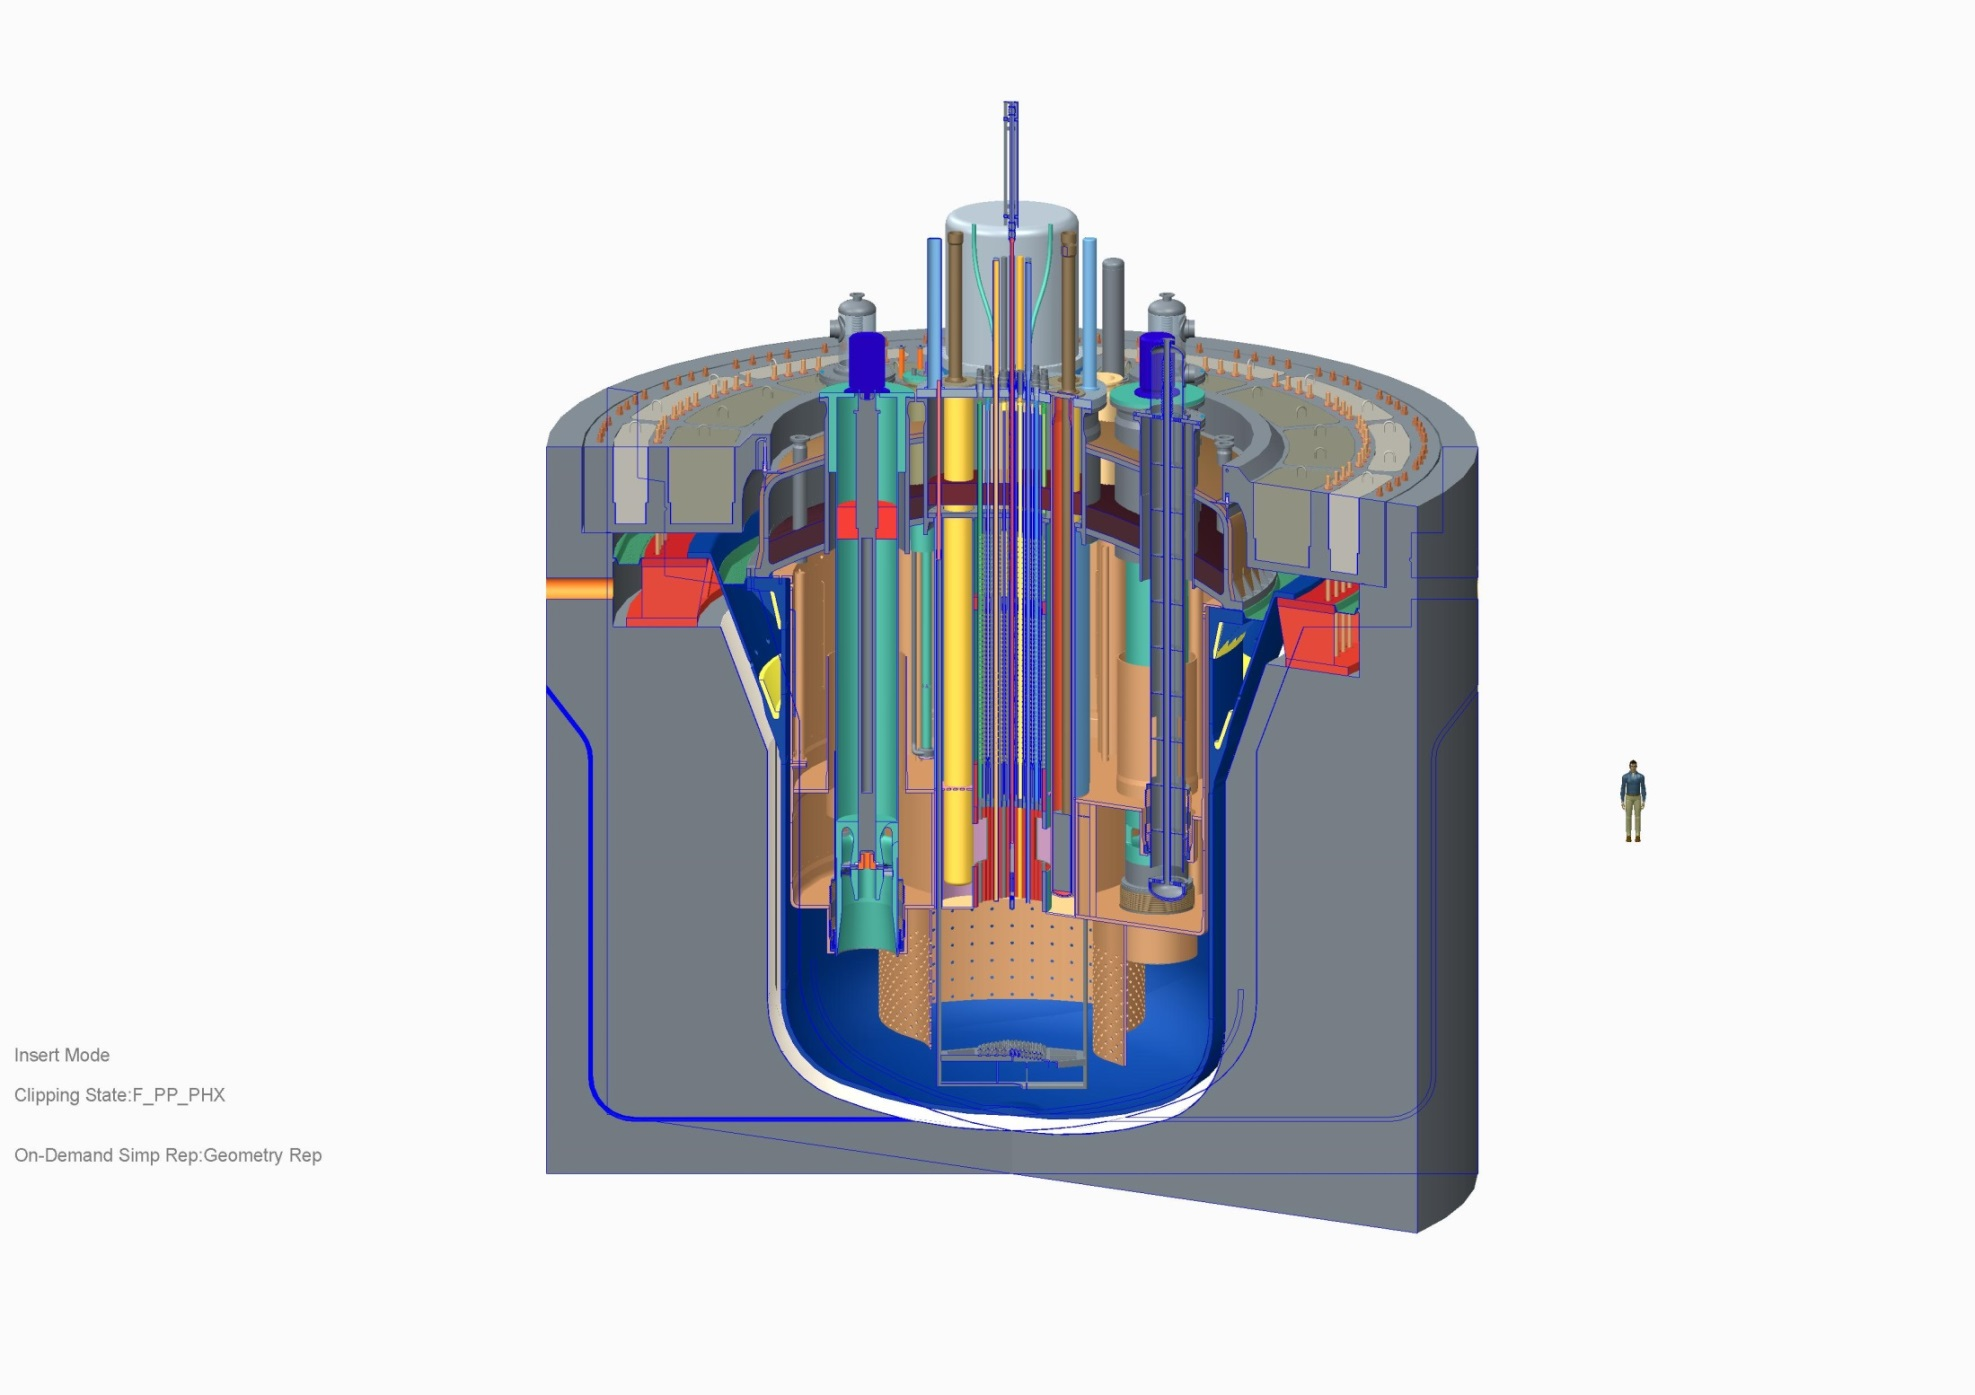 Insert Mode
Clipping State:F_PP_PHX
On-Demand Simp Rep:Geometry Rep